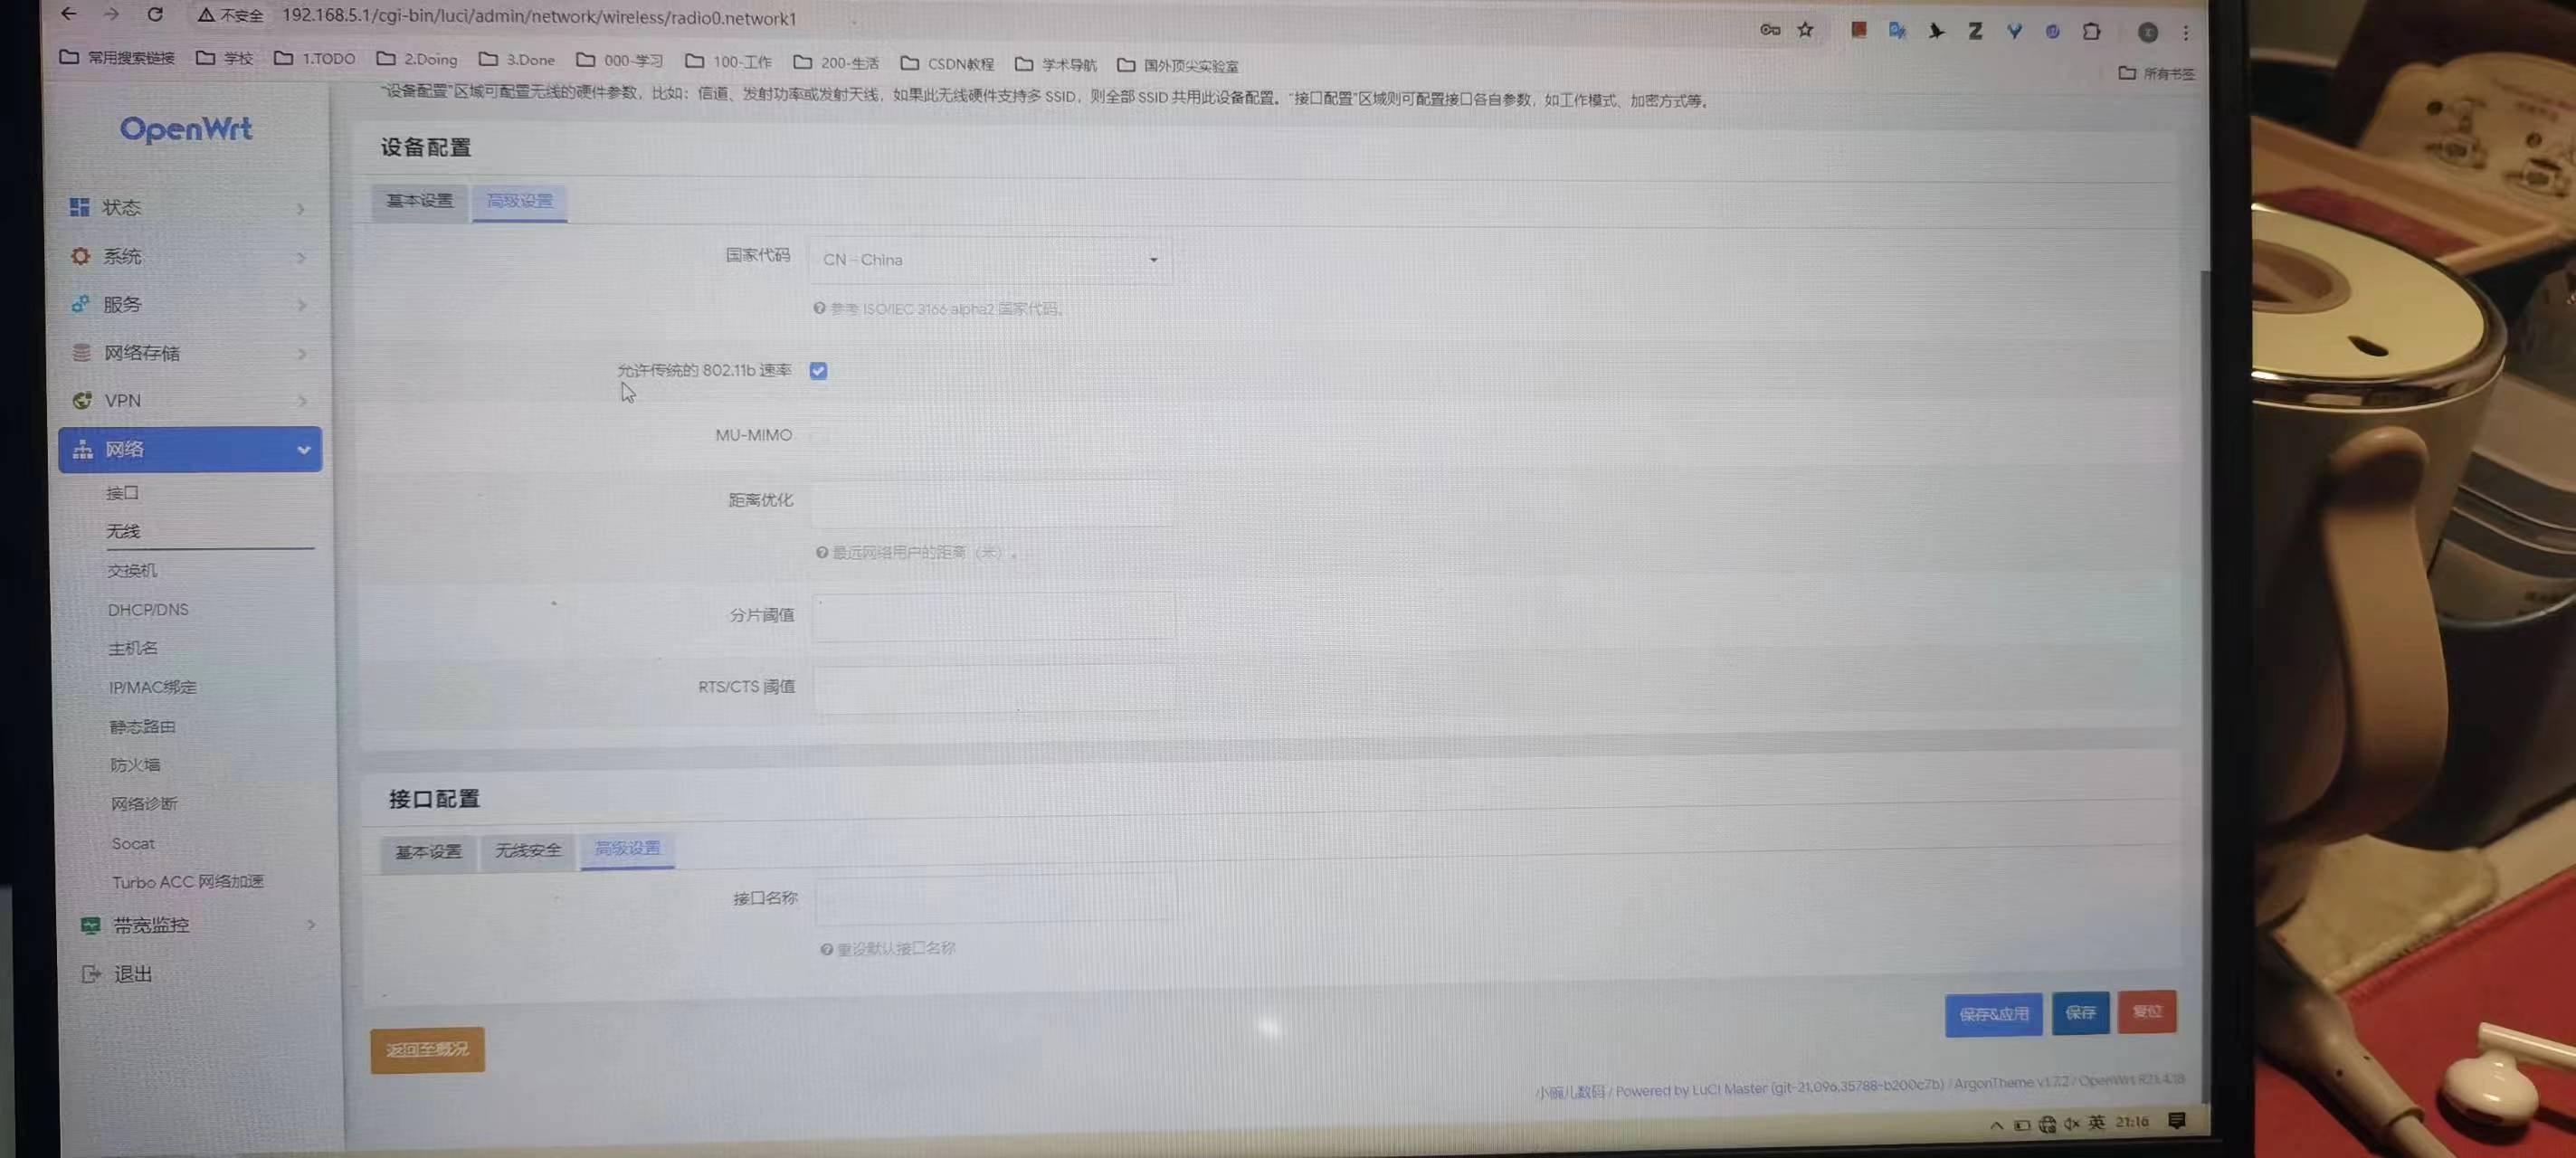 不安全 192.168.5.1/cgi-bin/luci/admin/network/wireless/radio0.network1
常用搜索链接 学校 1.TODO 2.Doing 3.Done 000-学习 100-工作 200-生活 CSDN教程 学术导航 国外顶尖实验室
所有书签
"设备配置"区域可配置无线的硬件参数，比如：信道、发射功率或发射天线，如果此无线硬件支持多 SSID，则全部 SSID 共用此设备配置。"接口配置"区域则可配置接口各自参数，如工作模式、加密方式等。
OpenWrt
状态
系统
服务
网络存储
VPN
网络
接口
无线
交换机
DHCP/DNS
主机名
IP/MAC绑定
静态路由
防火墙
网络诊断
Socat
Turbo ACC 网络加速
带宽监控
退出
设备配置
基本设置 高级设置
国家代码 CN - China
参考 ISO/IEC 3166 alpha2 国家代码。
允许传统的 802.11b 速率
MU-MIMO
距离优化
最远网络用户的距离（米）。
分片阈值
RTS/CTS 阈值
接口配置
基本设置 无线安全 高级设置
接口名称
重设默认接口名称
保存&应用 保存 复位
返回至概况
小碗儿数码 / Powered by LuCI Master (git-21.096.35788-b200c7b) / ArgonTheme v1.7.2 / OpenWrt R21.4.18
英 21:16